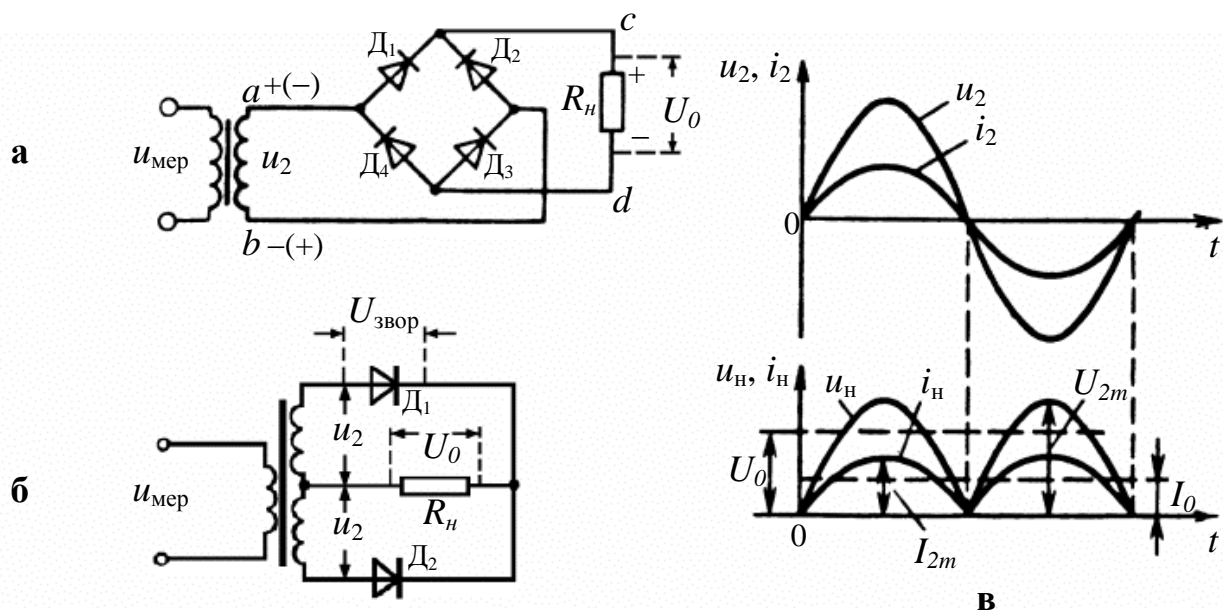 а
a +(−)
u мер
u2
b −(+)
Д1
Д2
Д4
Д3
c
+
Rн
U0
−
d
б
uмер
Uзвор
Д1
u2
U0
Rн
u2
Д2
u2, i2
u2
i2
0
t
uн, iн
uн
iн
U2m
U0
I0
0
I2m
t
в